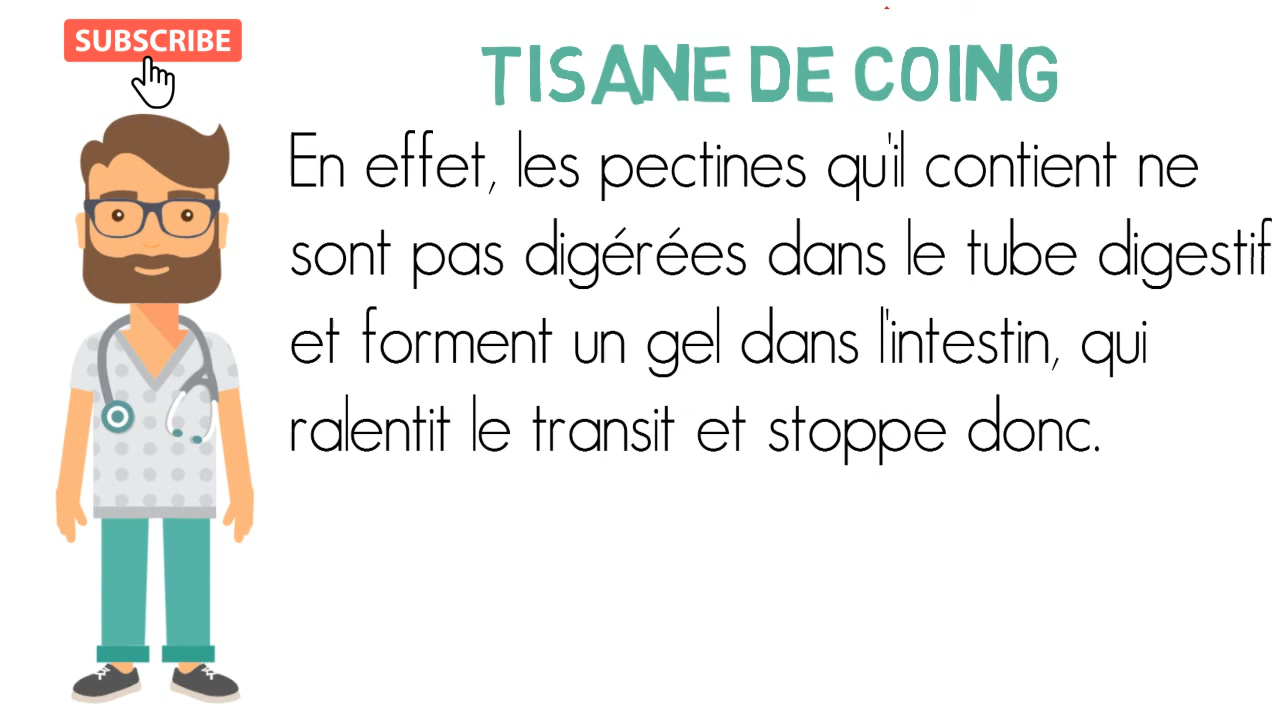 SUBSCRIBE
TISANE DE COING
En effet, les pectines qu'il contient ne
sont pas digérées dans le tube digestif
et forment un gel dans l'intestin, qui
ralentit le transit et stoppe donc.